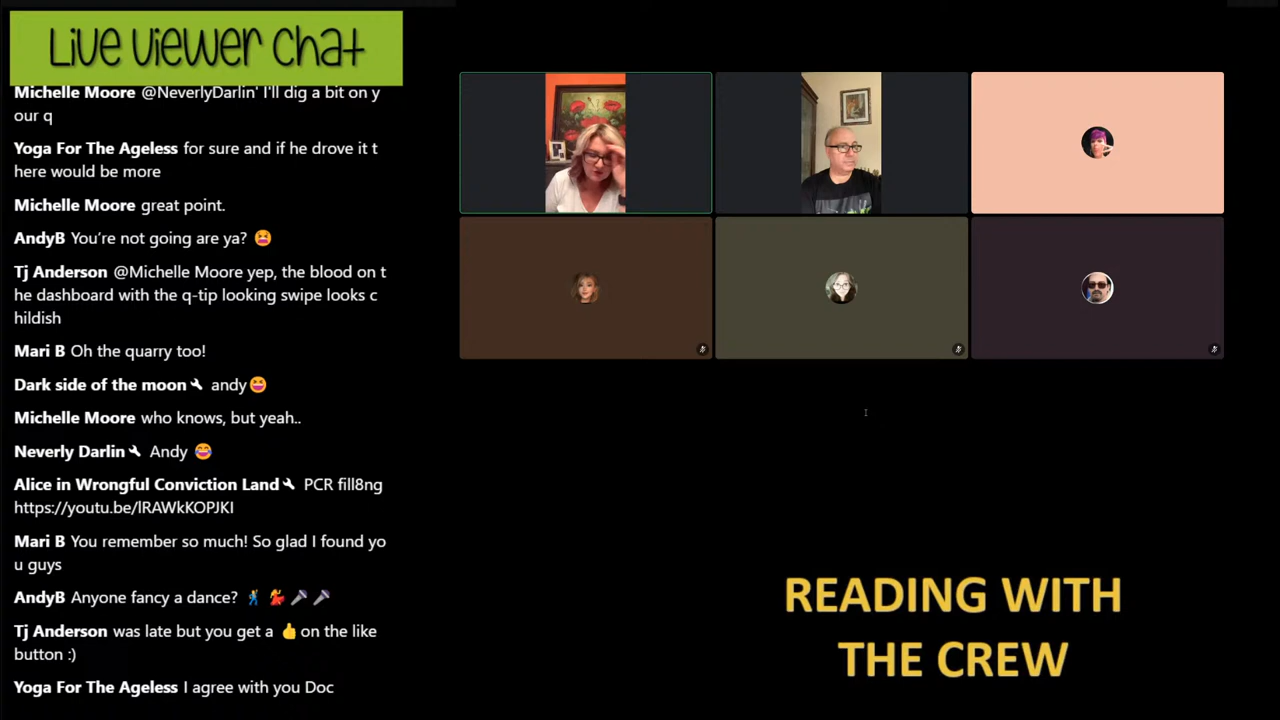 Live Viewer Chat
Michelle Moore @NeverlyDarlin' I'll dig a bit on y
our q
Yoga For The Ageless for sure and if he drove it t
here would be more
Michelle Moore great point.
AndyB You’re not going are ya? 😝
Tj Anderson @Michelle Moore yep, the blood on t
he dashboard with the q-tip looking swipe looks c
hildish
Mari B Oh the quarry too!
Dark side of the moon andy😆
Michelle Moore who knows, but yeah..
Neverly Darlin Andy 😂
Alice in Wrongful Conviction Land PCR fill8ng
https://youtu.be/lRAWkKOPJKI
Mari B You remember so much! So glad I found yo
u guys
AndyB Anyone fancy a dance? 🕺 💃 🎤 🎤
Tj Anderson was late but you get a 👍on the like
button :)
Yoga For The Ageless I agree with you Doc
READING WITH
THE CREW